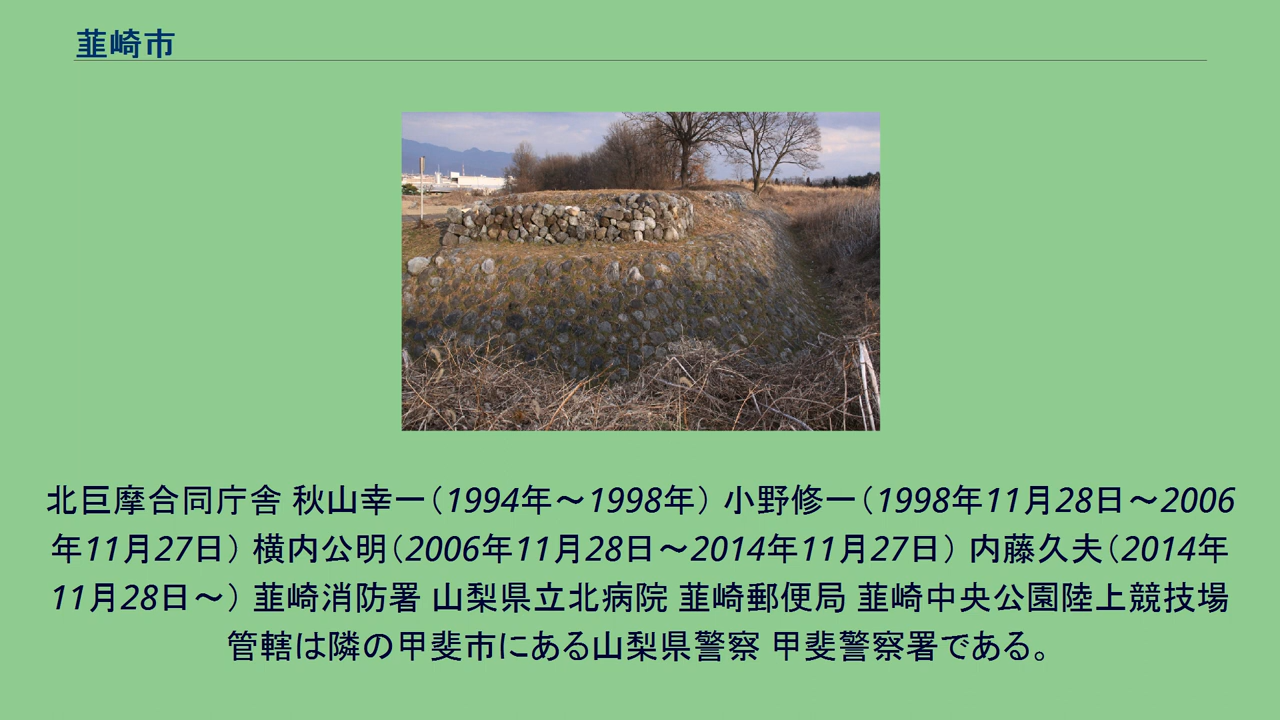 韮崎市
北巨摩合同庁舎 秋山幸一（1994年～1998年） 小野修一（1998年11月28日～2006
年11月27日） 横内公明（2006年11月28日～2014年11月27日） 内藤久夫（2014年
11月28日～） 韮崎消防署 山梨県立北病院 韮崎郵便局 韮崎中央公園陸上競技場
管轄は隣の甲斐市にある山梨県警察 甲斐警察署である。